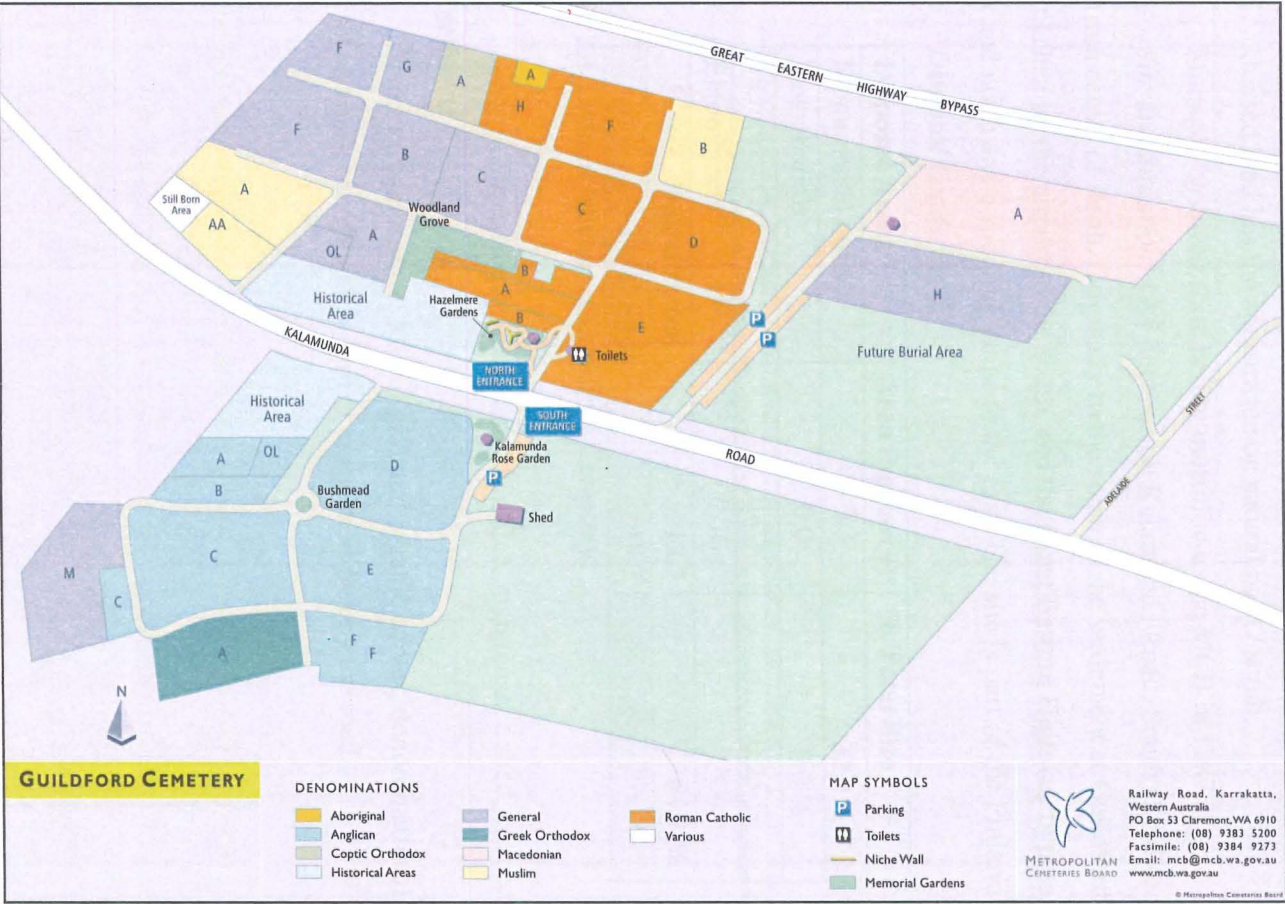 GREAT EASTERN HIGHWAY BYPASS
F
G
A
A
H
F
B
F
B
C
C
D
A
Still Born
Area
AA
Woodland
Grove
A
OL
B
A
B
E
A
H
Historical
Area
Hazelmere
Gardens
P
P
Toilets
Future Burial Area
KALAMUNDA
ROAD
NORTH
ENTRANCE
SOUTH
ENTRANCE
ADELAIDE
STREET
Historical
Area
A
OL
B
D
Kalamunda
Rose Garden
P
Bushmead
Garden
Shed
C
E
M
C
A
F
F
N
GUILDFORD CEMETERY
DENOMINATIONS
Aboriginal
Anglican
Coptic Orthodox
Historical Areas
General
Greek Orthodox
Macedonian
Muslim
Roman Catholic
Various
MAP SYMBOLS
P Parking
Toilets
Niche Wall
Memorial Gardens
METROPOLITAN
CEMETERIES BOARD
Railway Road, Karrakatta,
Western Australia
PO Box 53 Claremont, WA 6910
Telephone: (08) 9383 5200
Facsimile: (08) 9384 9273
Email: mcb@mcb.wa.gov.au
www.mcb.wa.gov.au
© Metropolitan Cemeteries Board